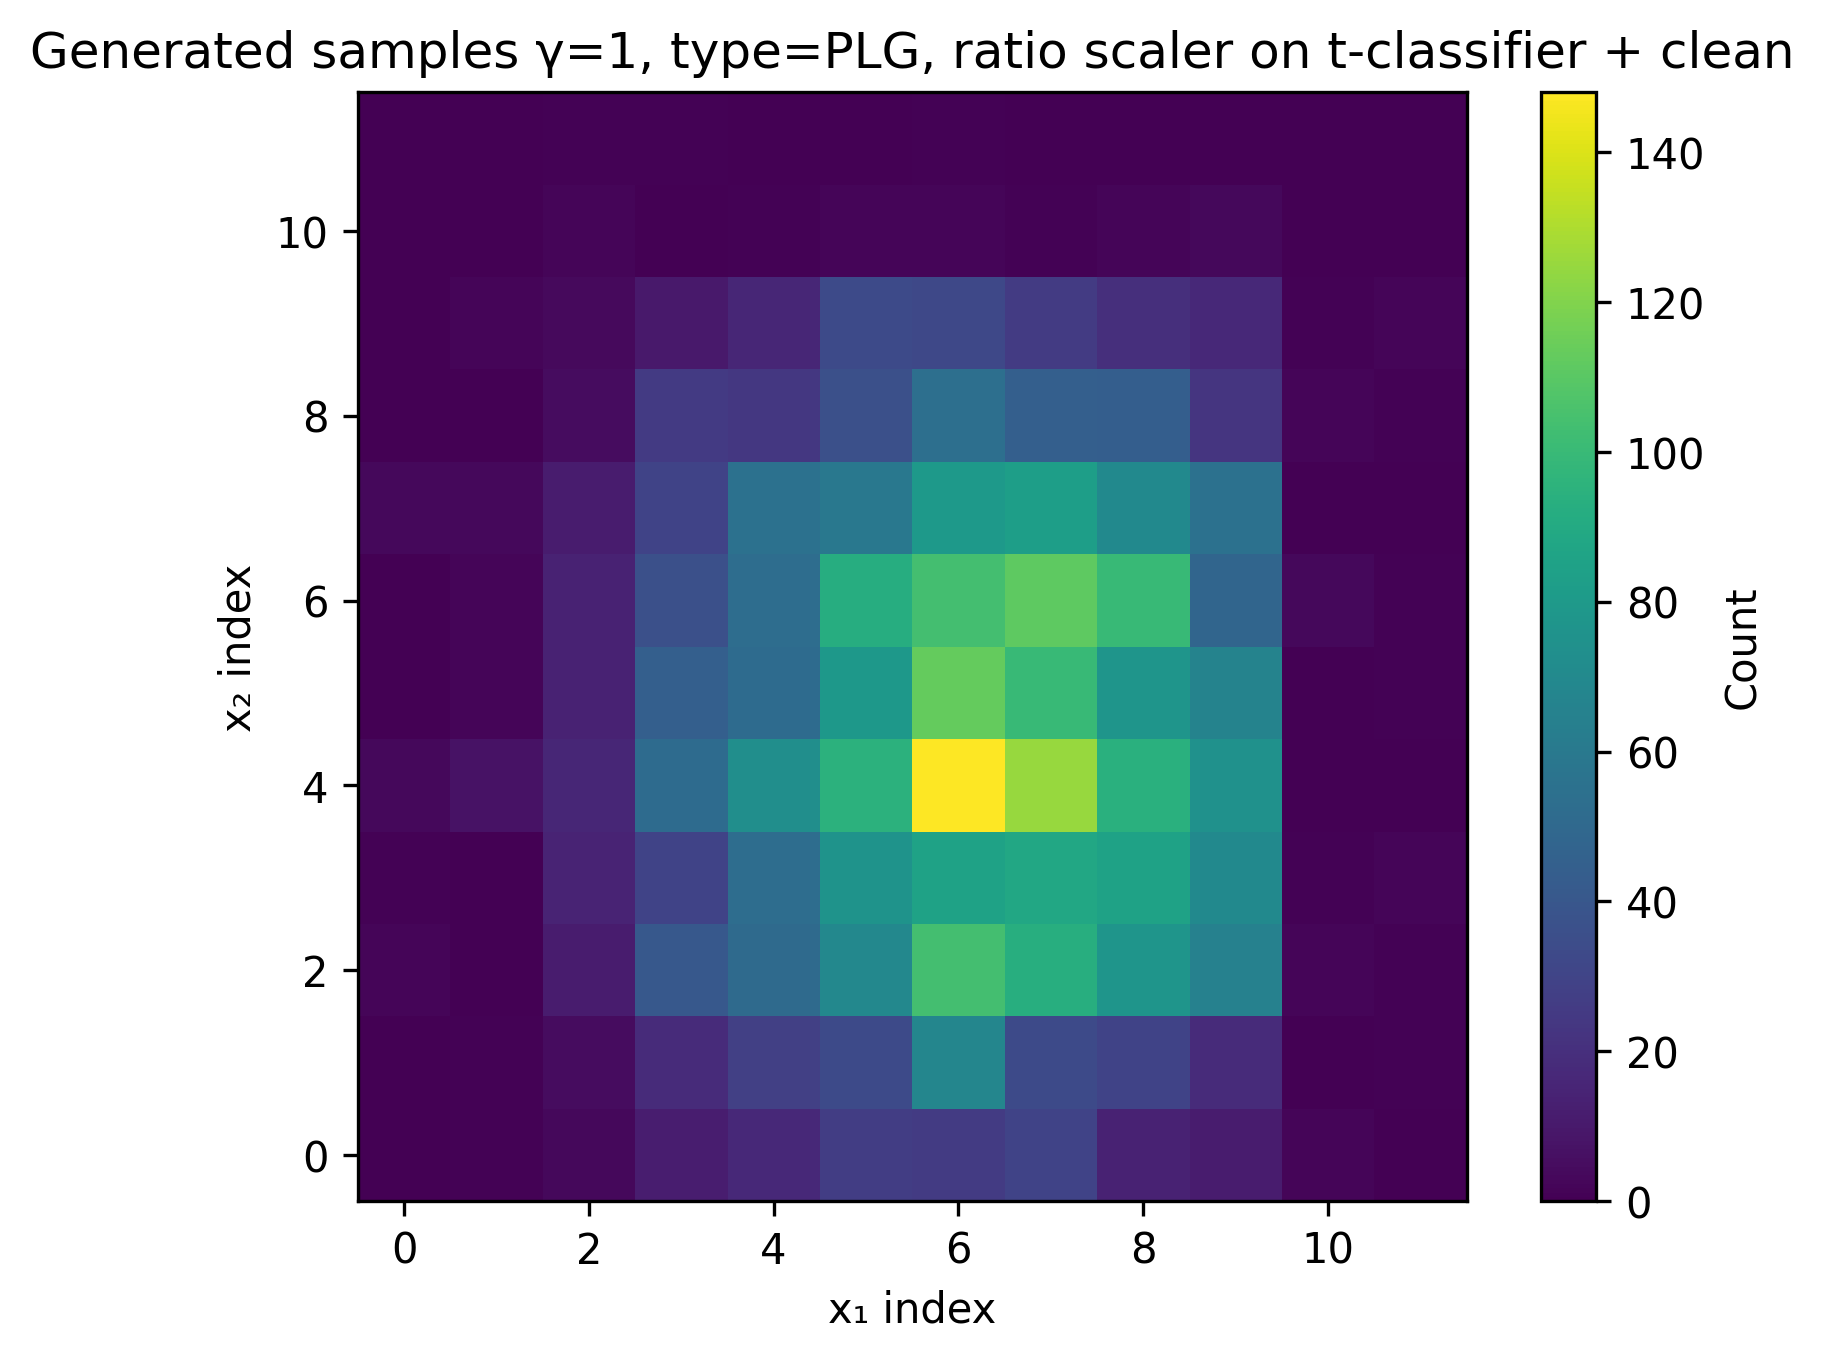 Generated samples γ=1, type=PLG, ratio scaler on t-classifier + clean
10
8
6
4
2
0
x₂ index
0 2 4 6 8 10
x₁ index
140
120
100
80
60
40
20
0
Count